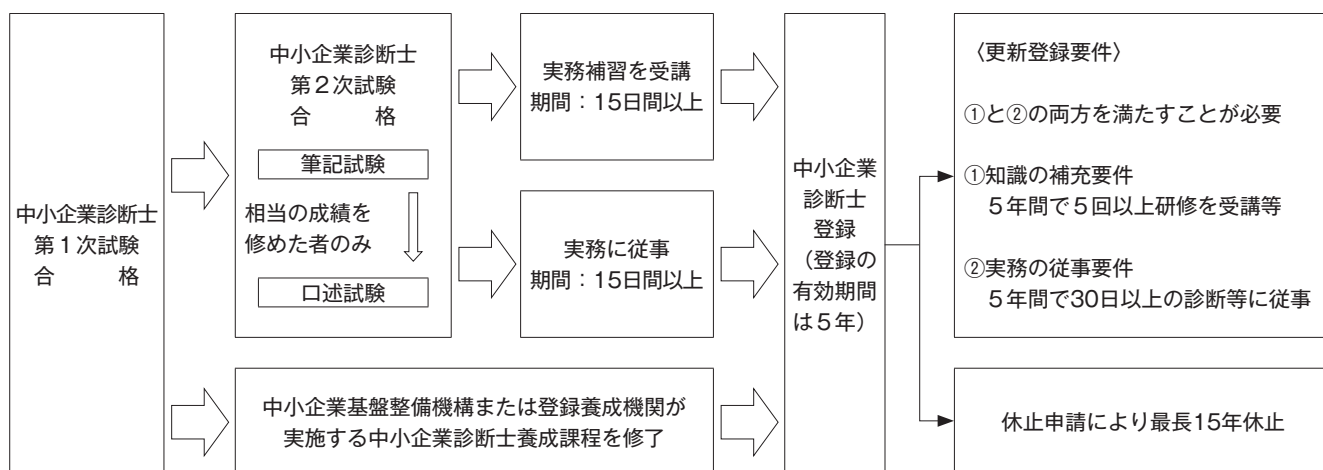 中小企業診断士
第1次試験
合　　格
中小企業診断士
第2次試験
合　　格
筆記試験
相当の成績を
修めた者のみ
口述試験
実務補習を受講
期間：15日間以上
実務に従事
期間：15日間以上
中小企業基盤整備機構または登録養成機関が
実施する中小企業診断士養成課程を修了
中小企業
診断士
登録
（登録の
有効期間
は5年）
〈更新登録要件〉
①と②の両方を満たすことが必要
①知識の補充要件
5年間で5回以上研修を受講等
②実務の従事要件
5年間で30日以上の診断等に従事
休止申請により最長15年休止